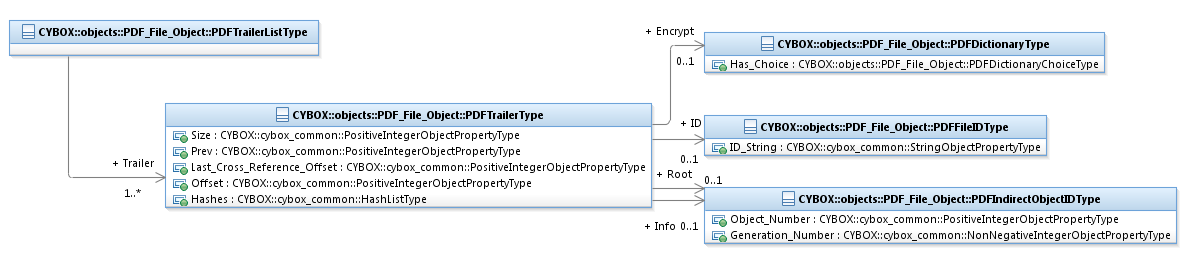 CYBOX::objects::PDF_File_Object::PDFTrailerListType
+ Encrypt
0..1
CYBOX::objects::PDF_File_Object::PDFDictionaryType
Has_Choice : CYBOX::objects::PDF_File_Object::PDFDictionaryChoiceType
CYBOX::objects::PDF_File_Object::PDFTrailerType
Size : CYBOX::cybox_common::PositiveIntegerObjectPropertyType
Prev : CYBOX::cybox_common::PositiveIntegerObjectPropertyType
Last_Cross_Reference_Offset : CYBOX::cybox_common::PositiveIntegerObjectPropertyType
Offset : CYBOX::cybox_common::PositiveIntegerObjectPropertyType
Hashes : CYBOX::cybox_common::HashListType
+ Trailer
1..*
+ ID
0..1
CYBOX::objects::PDF_File_Object::PDFFileIDType
ID_String : CYBOX::cybox_common::StringObjectPropertyType
+ Root
0..1
CYBOX::objects::PDF_File_Object::PDFIndirectObjectIDType
Object_Number : CYBOX::cybox_common::PositiveIntegerObjectPropertyType
Generation_Number : CYBOX::cybox_common::NonNegativeIntegerObjectPropertyType
+ Info 0..1